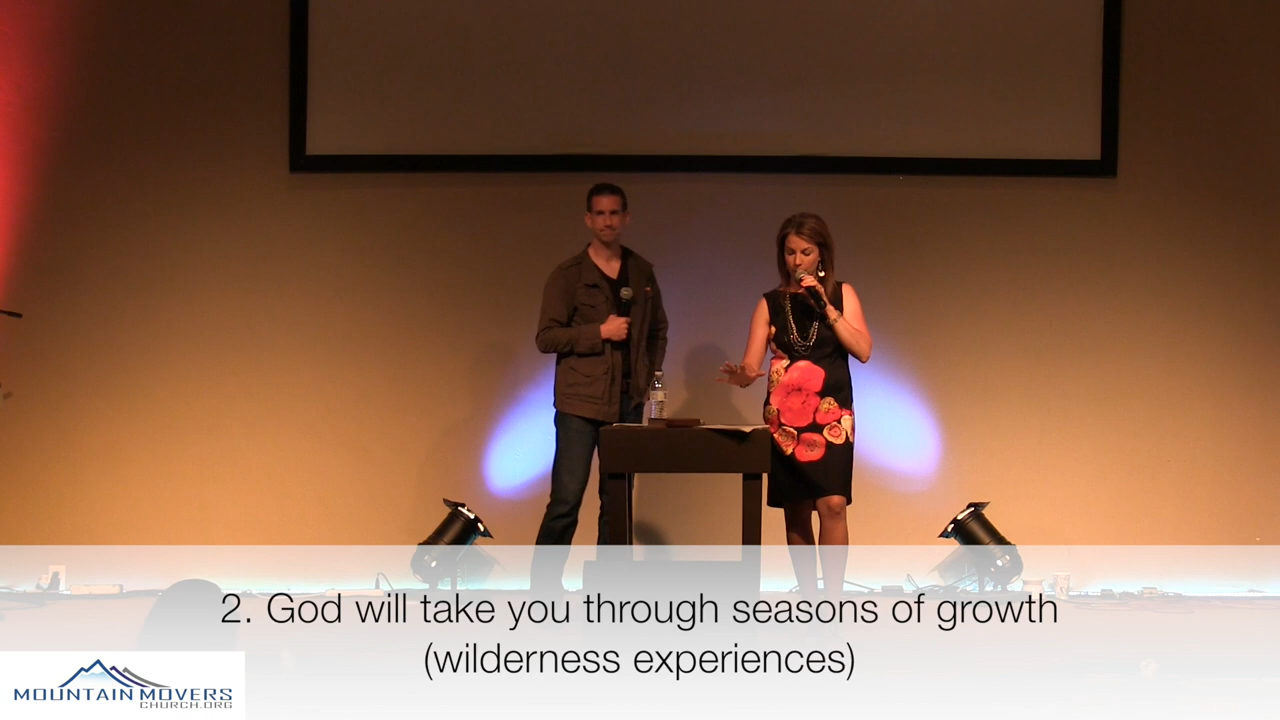 2. God will take you through seasons of growth
(wilderness experiences)
MOUNTAIN MOVERS
CHURCH.ORG